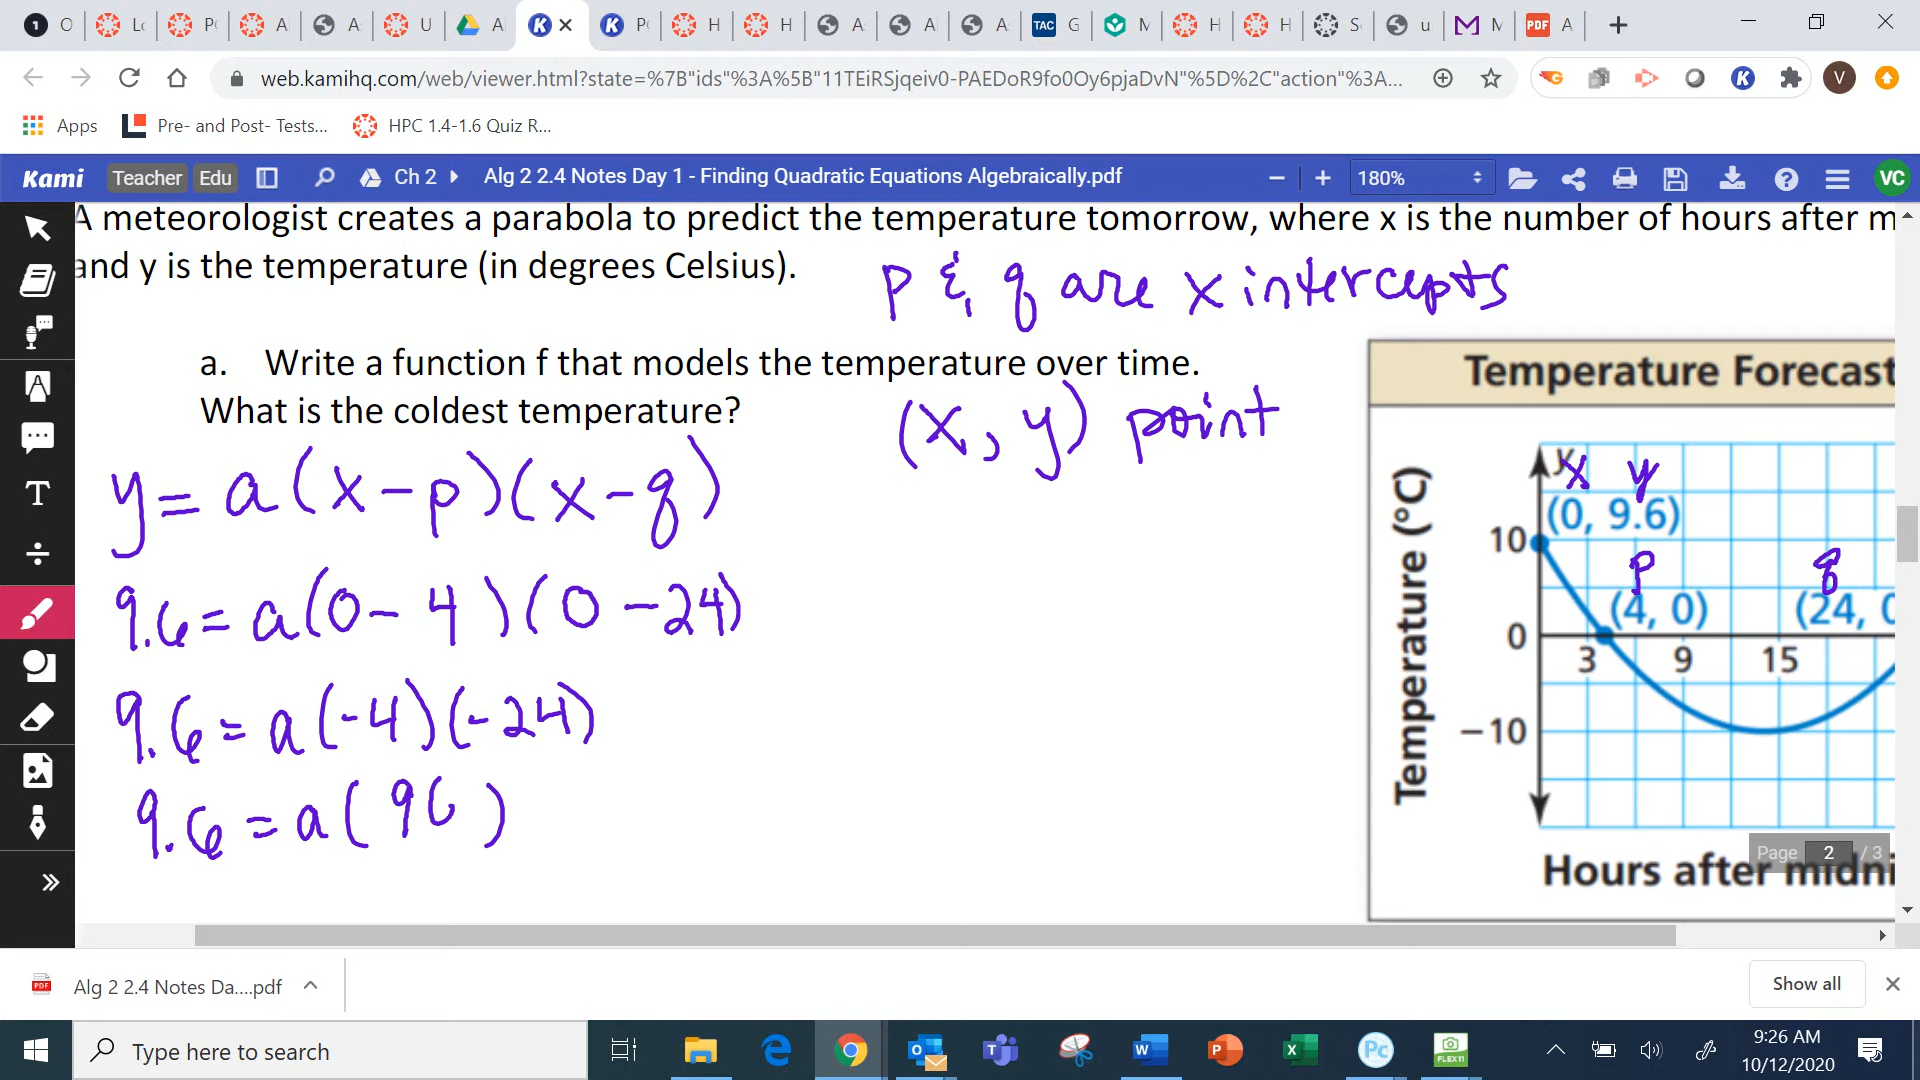 O
Lo
P(
A
A
U
Al
P(
H
H
A
A
A
TAC
G
M
H
H
S
u
M
PDF
A
web.kamihq.com/web/viewer.html?state=%7B"ids"%3A%5B"11TEiRSjqeiv0-PAEDoR9fo0Oy6pjaDvN"%5D%2C"action"%3A...
V
Apps
Pre- and Post- Tests...
HPC 1.4-1.6 Quiz R...
Kami
Teacher
Edu
Ch 2
Alg 2 2.4 Notes Day 1 - Finding Quadratic Equations Algebraically.pdf
180%
VC
A meteorologist creates a parabola to predict the temperature tomorrow, where x is the number of hours after m
and y is the temperature (in degrees Celsius).
p & q are x intercepts
a. Write a function f that models the temperature over time.
What is the coldest temperature?
(x, y) point
y = a(x-p)(x-q)
9.6 = a(0-4)(0-24)
9.6 = a(-4)(-24)
9.6 = a(96)
Temperature Forecast
Temperature (°C)
y
x y
(0, 9.6)
10
p
q
(4, 0)
(24, 0
0
3
9
15
-10
Hours after midni
Page 2 / 3
Alg 2 2.4 Notes Da....pdf
Show all
Type here to search
9:26 AM
10/12/2020